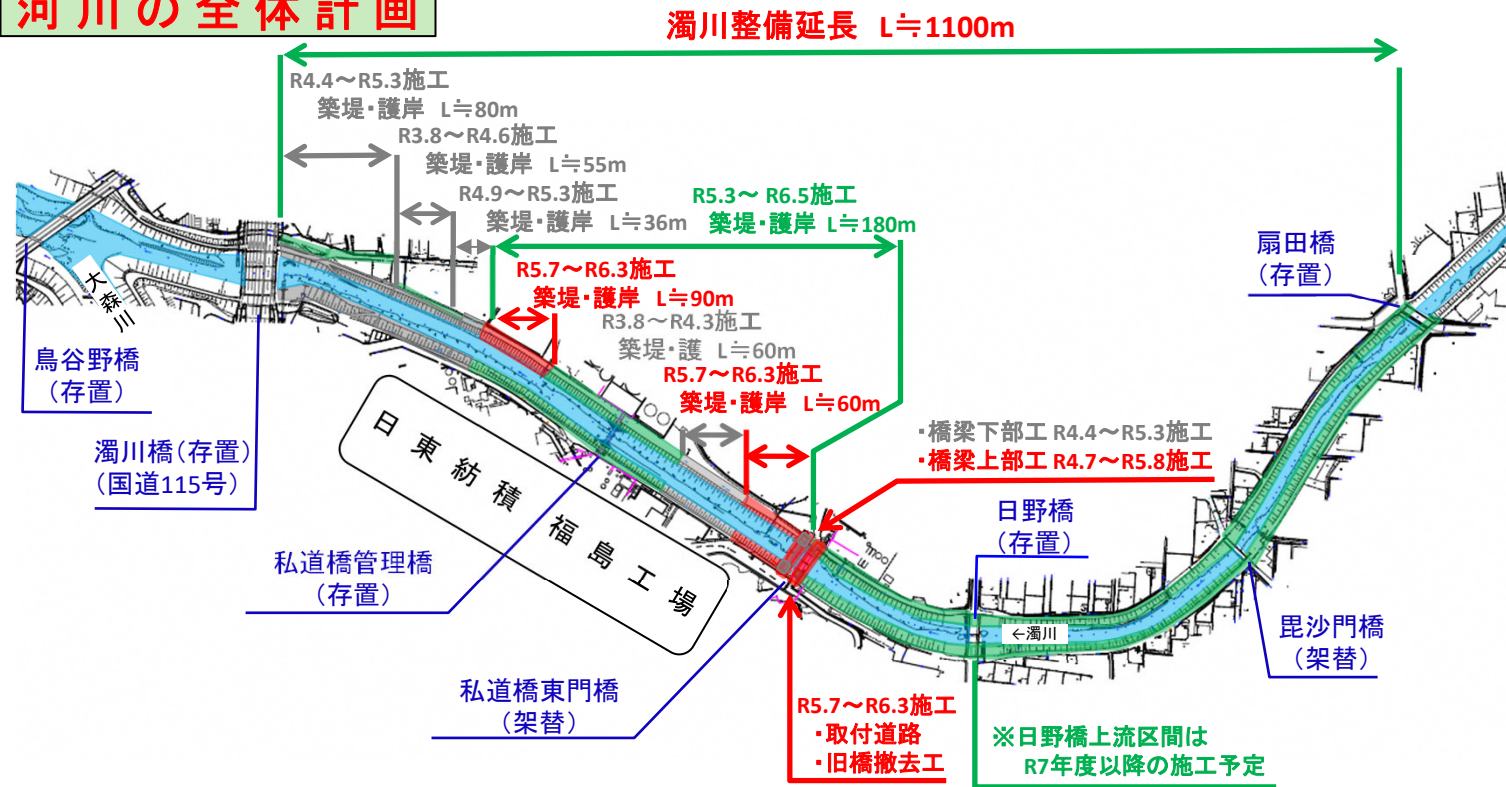 河川の全体計画
濁川整備延長 L≒1100m
R4.4～R5.3施工
築堤・護岸 L≒80m
R3.8～R4.6施工
築堤・護岸 L≒55m
R4.9～R5.3施工
築堤・護岸 L≒36m
R5.3～R6.5施工
築堤・護岸 L≒180m
R5.7～R6.3施工
築堤・護岸 L≒90m
R3.8～R4.3施工
築堤・護 L≒60m
R5.7～R6.3施工
築堤・護岸 L≒60m
扇田橋
（存置）
大森川
鳥谷野橋
（存置）
濁川橋（存置）
（国道115号）
日東紡積 福島工場
・橋梁下部工 R4.4～R5.3施工
・橋梁上部工 R4.7～R5.8施工
日野橋
（存置）
私道橋管理橋
（存置）
←濁川
毘沙門橋
（架替）
私道橋東門橋
（架替）
R5.7～R6.3施工
・取付道路
・旧橋撤去工
※日野橋上流区間は
R7年度以降の施工予定